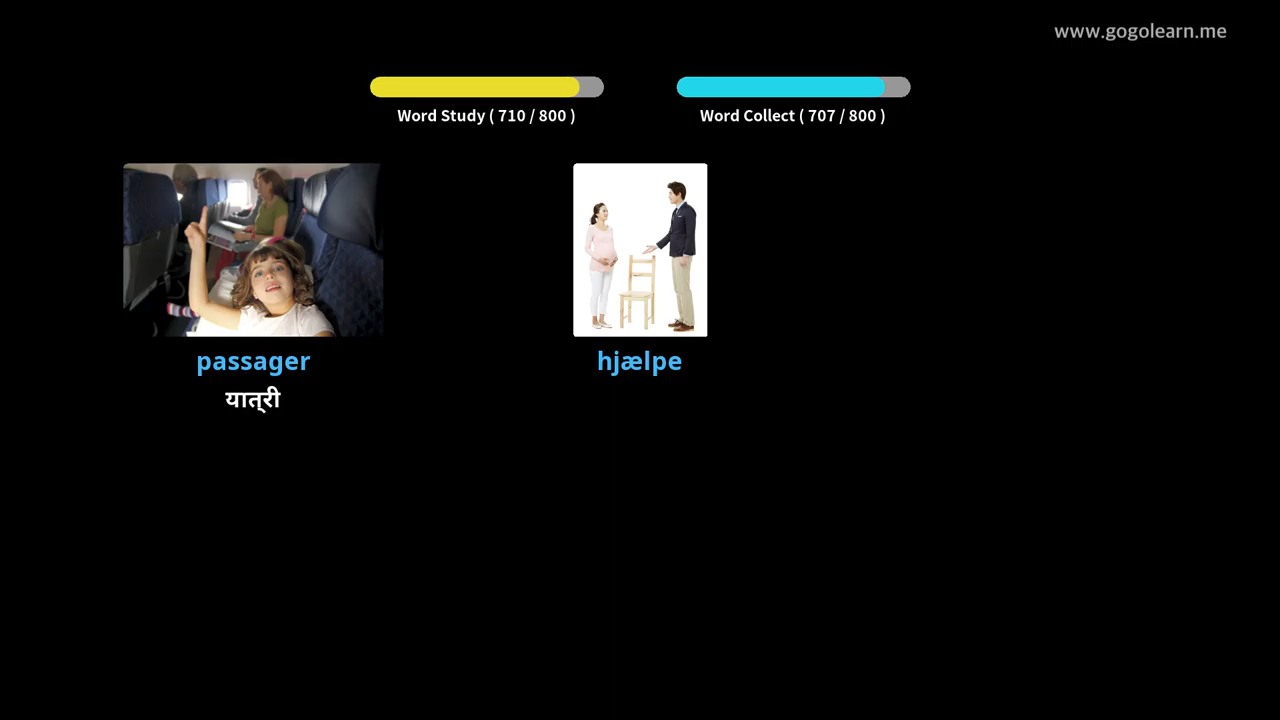 www.gogolearn.me
Word Study ( 710 / 800 )
Word Collect ( 707 / 800 )
passager
hjælpe
यात्री